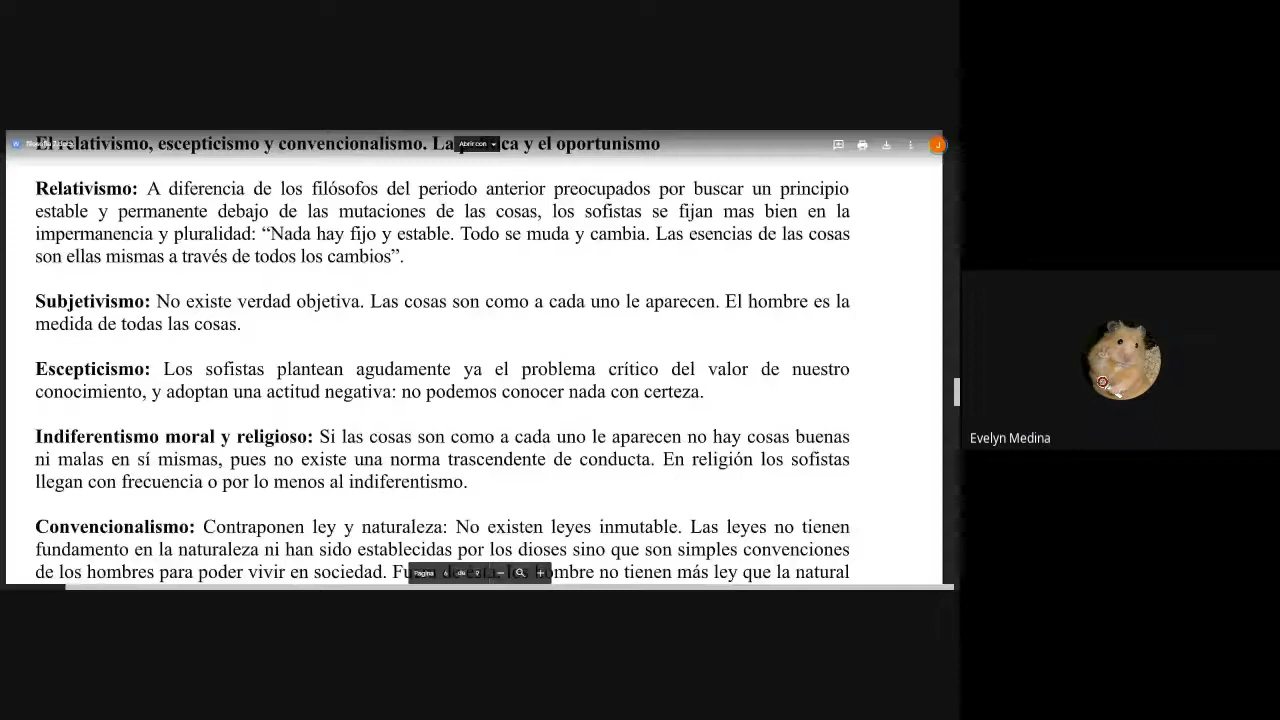 El relativismo, escepticismo y convencionalismo. La ca y el oportunismo
Abrir con
Relativismo: A diferencia de los filósofos del periodo anterior preocupados por buscar un principio
estable y permanente debajo de las mutaciones de las cosas, los sofistas se fijan mas bien en la
impermanencia y pluralidad: “Nada hay fijo y estable. Todo se muda y cambia. Las esencias de las cosas
son ellas mismas a través de todos los cambios”.
Subjetivismo: No existe verdad objetiva. Las cosas son como a cada uno le aparecen. El hombre es la
medida de todas las cosas.
Escepticismo: Los sofistas plantean agudamente ya el problema crítico del valor de nuestro
conocimiento, y adoptan una actitud negativa: no podemos conocer nada con certeza.
Indiferentismo moral y religioso: Si las cosas son como a cada uno le aparecen no hay cosas buenas
ni malas en sí mismas, pues no existe una norma trascendente de conducta. En religión los sofistas
llegan con frecuencia o por lo menos al indiferentismo.
Convencionalismo: Contraponen ley y naturaleza: No existen leyes inmutable. Las leyes no tienen
fundamento en la naturaleza ni han sido establecidas por los dioses sino que son simples convenciones
de los hombres para poder vivir en sociedad. hombre no tienen más ley que la natural
Página 6 de 9
J
Evelyn Medina